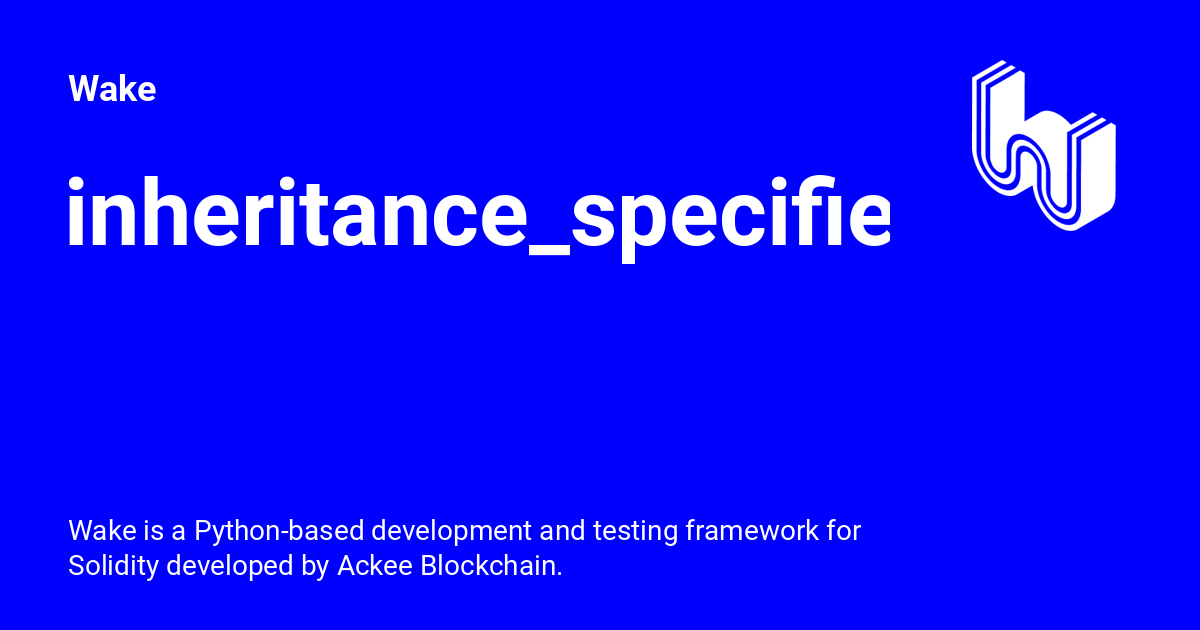 Wake
inheritance_specifie
Wake is a Python-based development and testing framework for
Solidity developed by Ackee Blockchain.